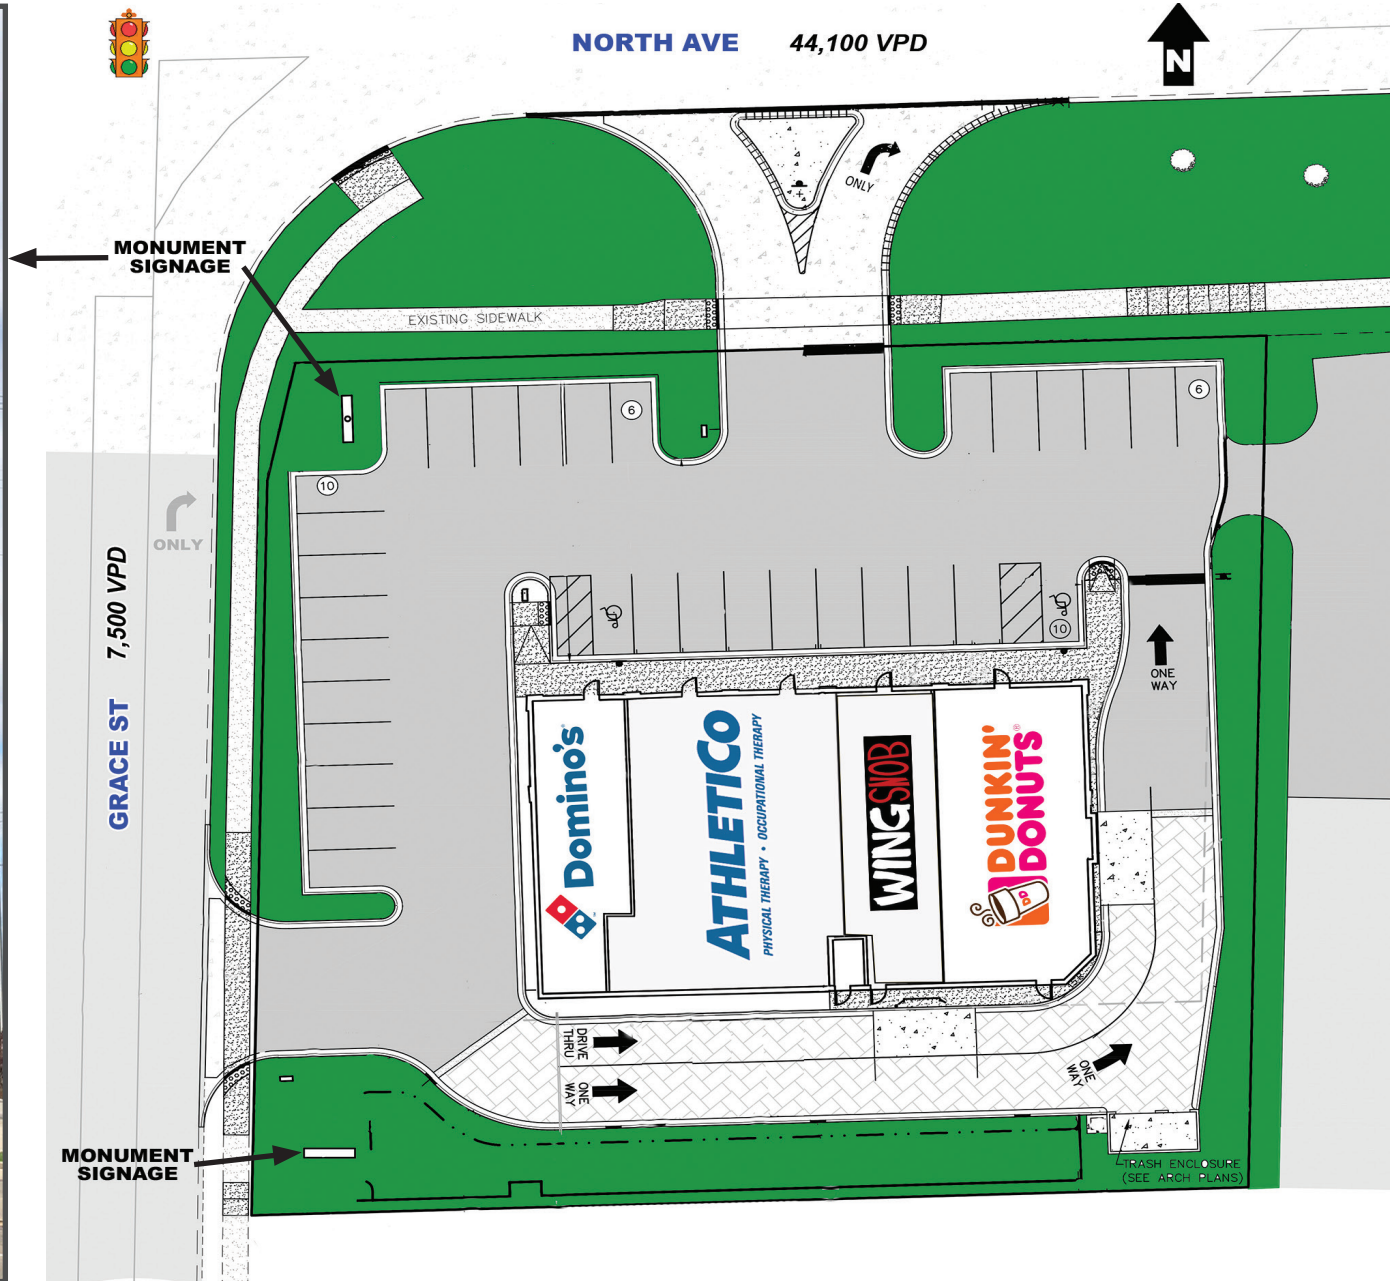 NORTH AVE 44,100 VPD
N
ONLY
MONUMENT
SIGNAGE
EXISTING SIDEWALK
6
6
10
ONLY
GRACE ST 7,500 VPD
10
ONE
WAY
Domino's
ATHLETICO
PHYSICAL THERAPY • OCCUPATIONAL THERAPY
WINGSNOB
DUNKIN'
DONUTS
DD
DRIVE
THRU
ONE
WAY
ONE
WAY
MONUMENT
SIGNAGE
TRASH ENCLOSURE
(SEE ARCH PLANS)